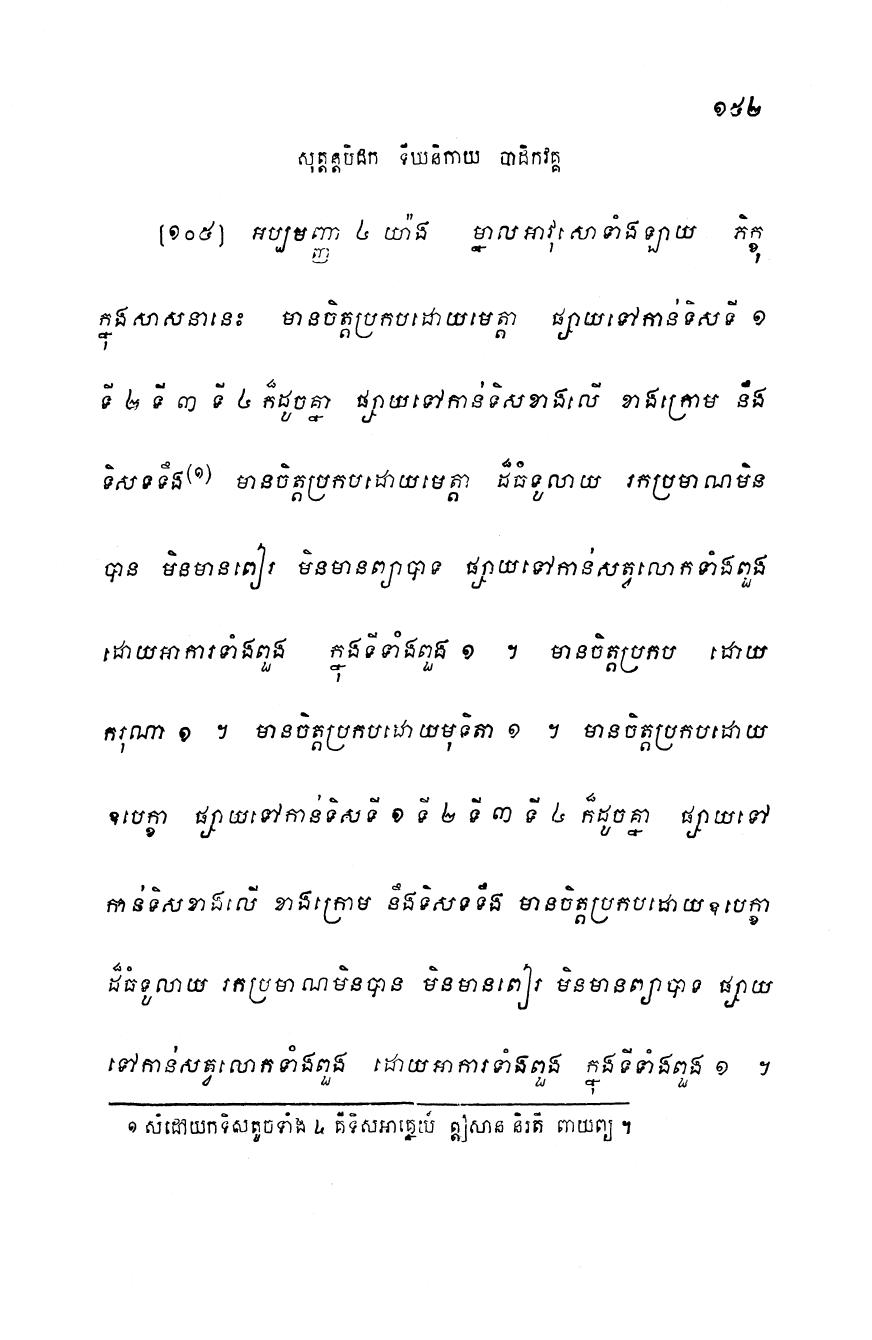 ១៥២
សុត្តន្តបិដក ទីឃនិកាយ បាដិកវគ្គ
[១០៥] អប្បមញ្ញា ៤ យ៉ាង ម្នាលអាវុសោទាំងឡាយ ភិក្ខុ
ក្នុងសាសនានេះ មានចិត្តប្រកបដោយមេត្តា ផ្សាយទៅកាន់ទិសទី ១
ទី ២ ទី ៣ ទី ៤ ក៏ដូចគ្នា ផ្សាយទៅកាន់ទិសខាងលើ ខាងក្រោម នឹង
ទិសទទឹង(១) មានចិត្តប្រកបដោយមេត្តា ដ៏ធំទូលាយ រកប្រមាណមិន
បាន មិនមានពៀរ មិនមានព្យាបាទ ផ្សាយទៅកាន់សត្វលោកទាំងពួង
ដោយអាការទាំងពួង ក្នុងទីទាំងពួង ១ ។ មានចិត្តប្រកប ដោយ
ករុណា ១ ។ មានចិត្តប្រកបដោយមុទិតា ១ ។ មានចិត្តប្រកបដោយ
ឧបេក្ខា ផ្សាយទៅកាន់ទិសទី ១ ទី ២ ទី ៣ ទី ៤ ក៏ដូចគ្នា ផ្សាយទៅ
កាន់ទិសខាងលើ ខាងក្រោម នឹងទិសទទឹង មានចិត្តប្រកបដោយឧបេក្ខា
ដ៏ធំទូលាយ រកប្រមាណមិនបាន មិនមានពៀរ មិនមានព្យាបាទ ផ្សាយ
ទៅកាន់សត្វលោកទាំងពួង ដោយអាការទាំងពួង ក្នុងទីទាំងពួង ១ ។
១ សំដៅយកទិសតូចទាំង ៤ គឺទិសអាគ្នេយ៍ ឦសាន និរតី ពាយព្យ ។